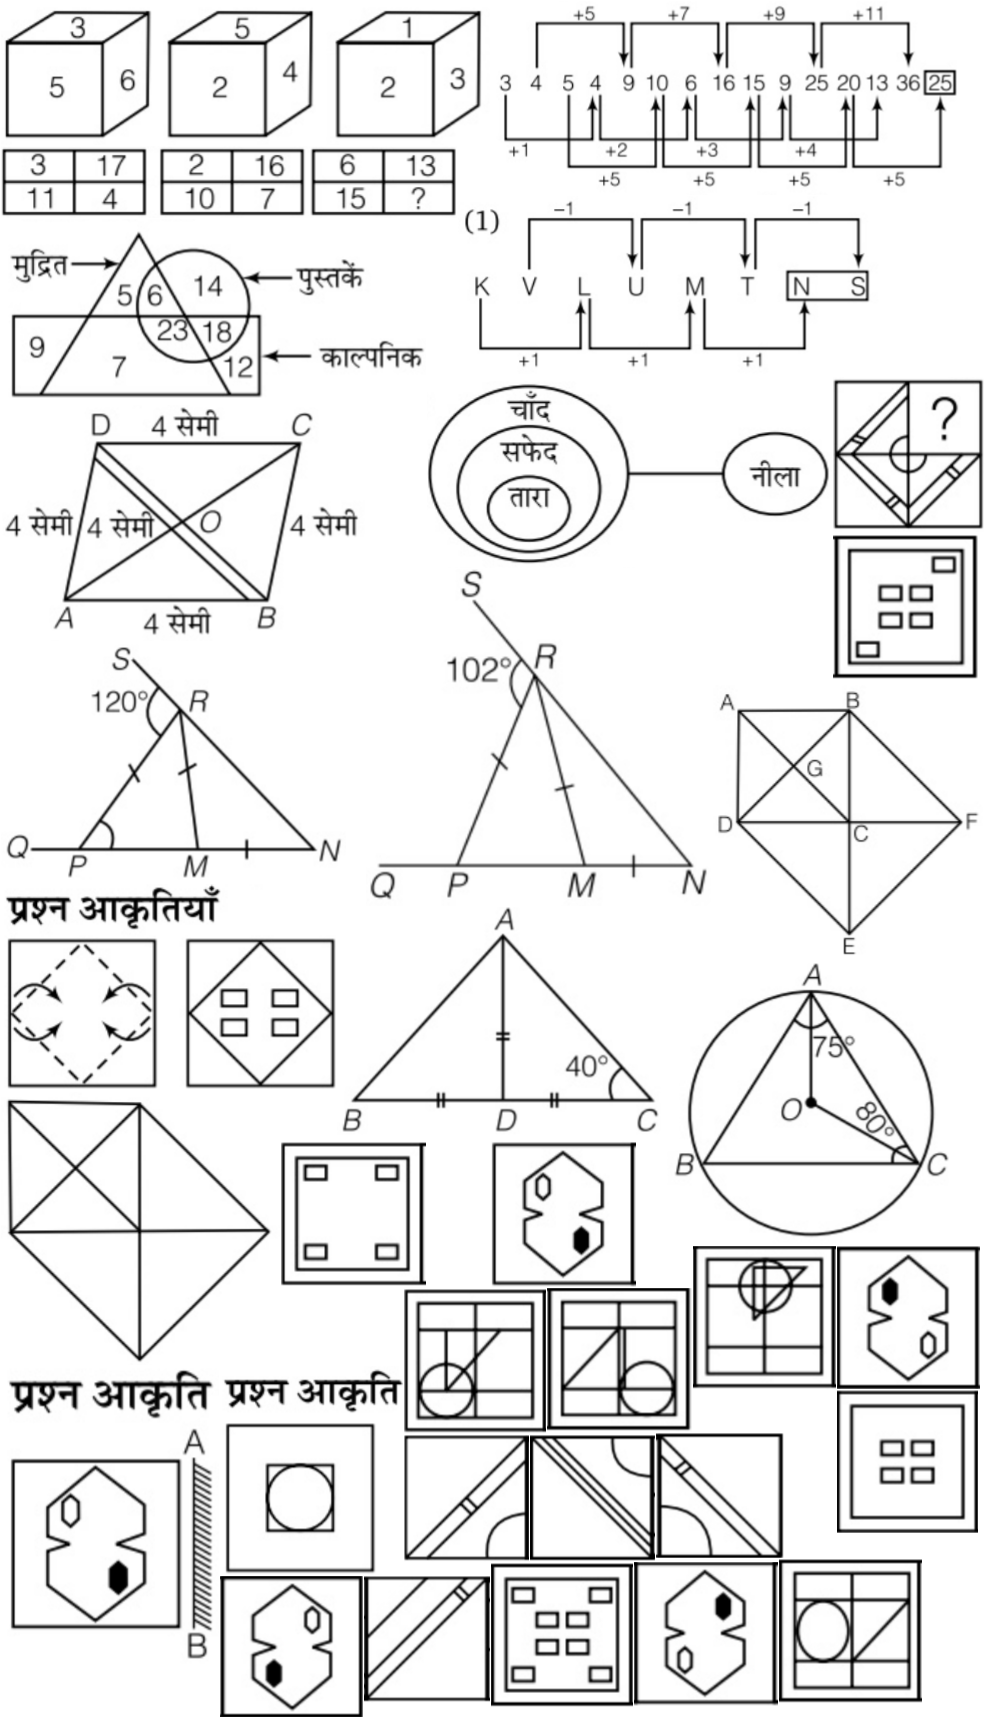 3
5
6
5
2
4
1
2
3
3 17
11 4
2 16
10 7
6 13
15 ?
+5 +7 +9 +11
3 4 5 4 9 10 6 16 15 9 25 20 13 36 25
+1 +2 +3 +4
+5 +5 +5 +5
(1)
-1 -1 -1
K V L U M T N S
+1 +1 +1
मुद्रित
पुस्तकें
5 6 14
23 18
9 7 12
काल्पनिक
D 4 सेमी C
4 सेमी 4 सेमी O 4 सेमी
A 4 सेमी B
चाँद
सफेद
तारा
नीला
?
S
120° R
Q P M N
S
102° R
Q P M N
A B
G
D C F
E
प्रश्न आकृतियाँ
A
40°
B D C
A
75°
O
80°
B C
प्रश्न आकृति प्रश्न आकृति
A
B